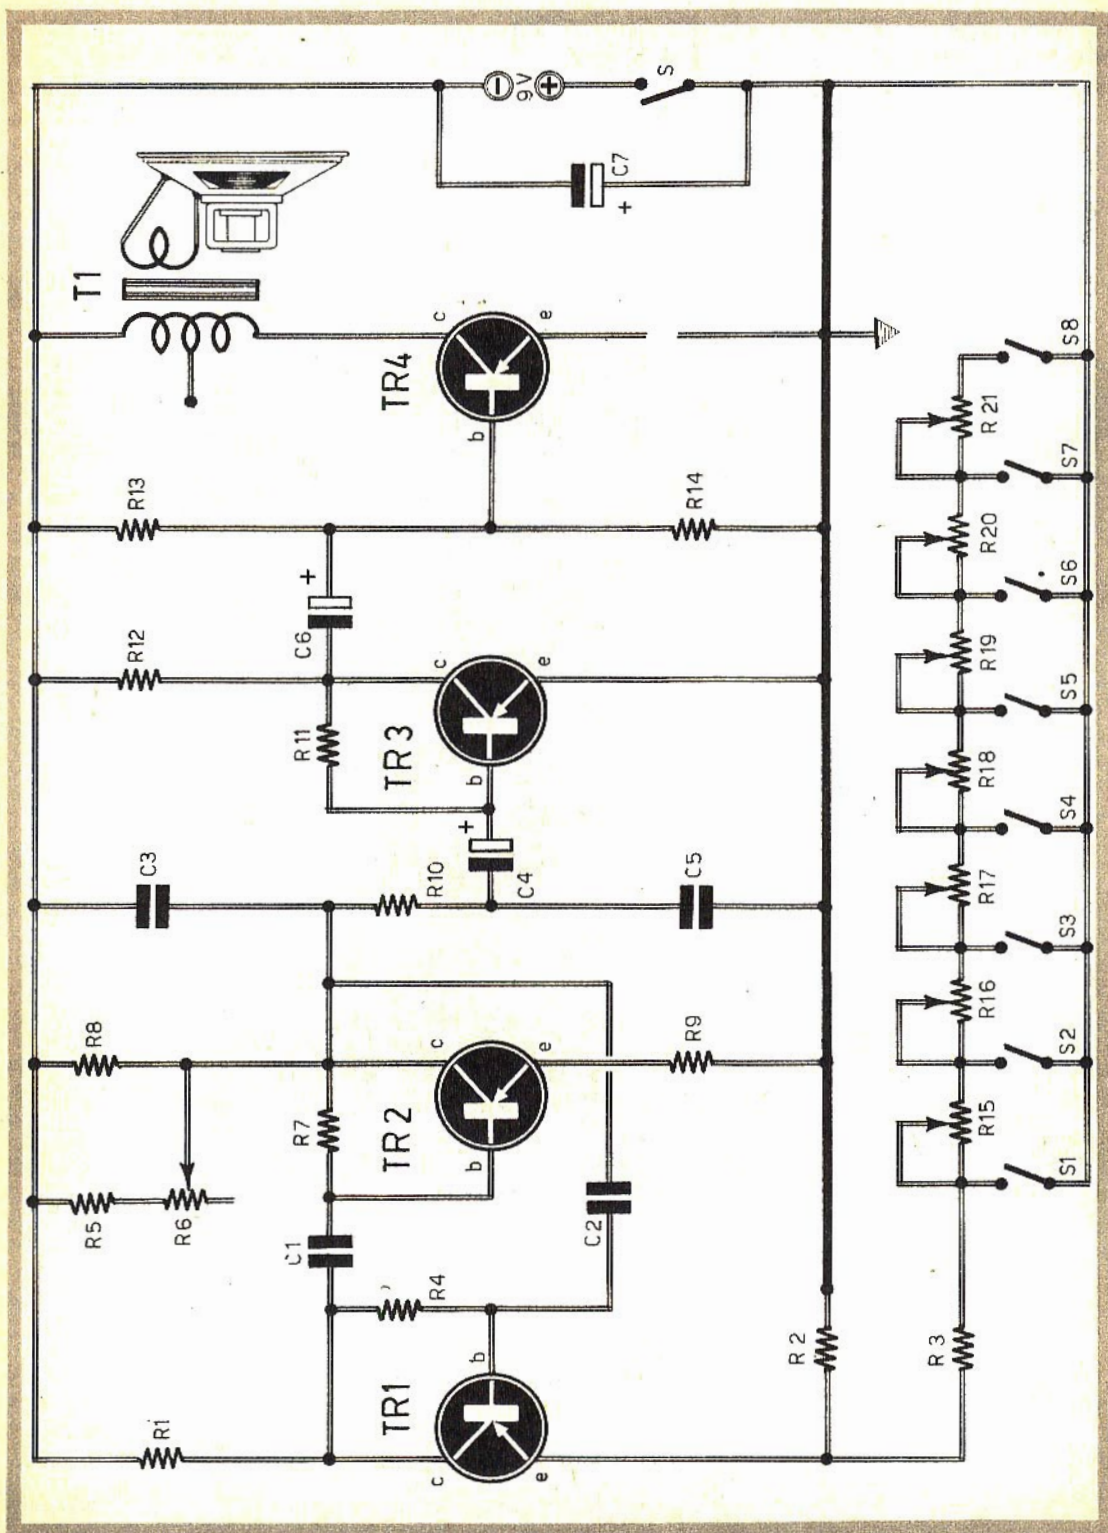 R1
TR1
c
b
e
R4
C1
R5
R6
R8
R7
TR2
c
b
e
C2
R9
R2
R3
C3
R10
C4
+
C5
R11
R12
TR3
c
b
e
C6
+
R13
R14
T1
TR4
c
b
e
9V
S
C7
+
−
+
S1
R15
S2
R16
S3
R17
S4
R18
S5
R19
S6
R20
S7
R21
S8